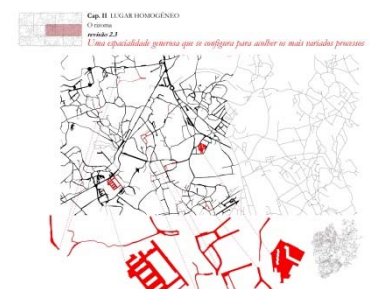 Cap. II. LUGAR HOMOGÉNEO
O rizoma
revisão 2.3
Uma espacialidade generosa que se configura para acolher os mais variados processos